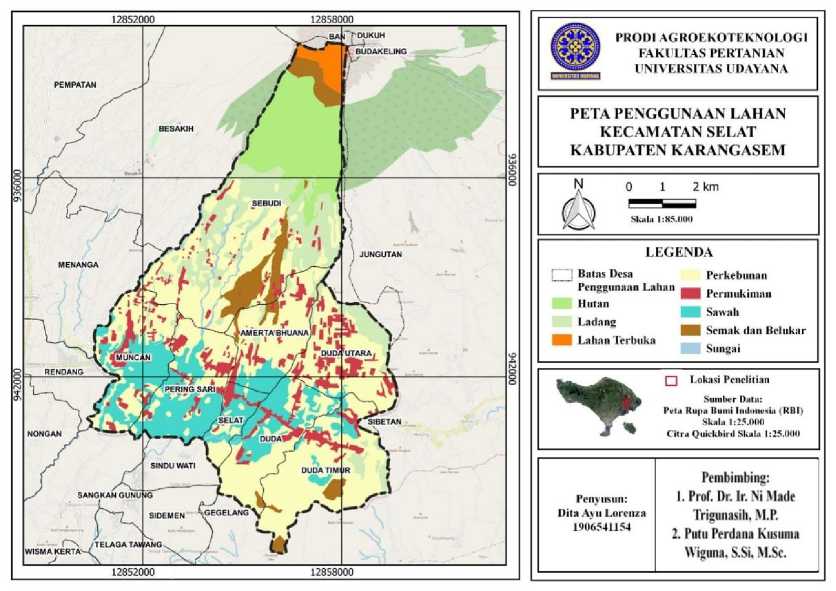 12852000
12858000
BAN
DUKUH
BUDAKELING
PEMPATAN
BESAKIH
936000
936000
SEBUDI
JUNGUTAN
MENANGA
AMERTA BHUANA
DUDA UTARA
MUNCAN
RENDANG
942000
942000
PERING SARI
SELAT
SIBETAN
NONGAN
DUDA
SINDU WATI
DUDA TIMUR
SANGKAN GUNUNG
SIDEMEN
GEGELANG
TELAGA TAWANG
WISMA KERTA
12852000
12858000
UNIVERSITAS UDAYANA
PRODI AGROEKOTEKNOLOGI
FAKULTAS PERTANIAN
UNIVERSITAS UDAYANA
PETA PENGGUNAAN LAHAN
KECAMATAN SELAT
KABUPATEN KARANGASEM
N
0 1 2 km
Skala 1:85.000
LEGENDA
Batas Desa
Penggunaan Lahan
Hutan
Ladang
Lahan Terbuka
Perkebunan
Permukiman
Sawah
Semak dan Belukar
Sungai
Lokasi Penelitian
Sumber Data:
Peta Rupa Bumi Indonesia (RBI)
Skala 1:25.000
Citra Quickbird Skala 1:25.000
Penyusun:
Dita Ayu Lorenza
1906541154
Pembimbing:
1. Prof. Dr. Ir. Ni Made
Trigunasih, M.P.
2. Putu Perdana Kusuma
Wiguna, S.Si, M.Sc.